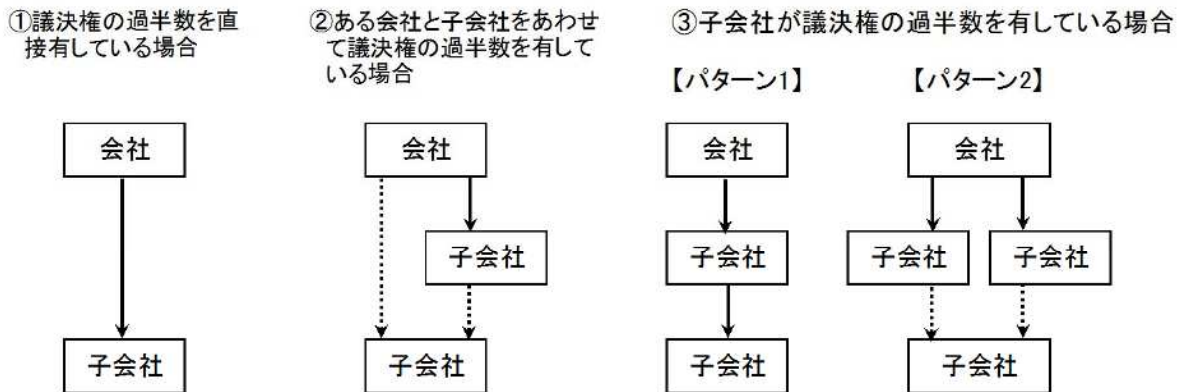 ①議決権の過半数を直
接有している場合
②ある会社と子会社をあわせ
て議決権の過半数を有して
いる場合
③子会社が議決権の過半数を有している場合
【パターン1】
【パターン2】
会社
会社
会社
会社
子会社
子会社
子会社
子会社
子会社
子会社
子会社
子会社